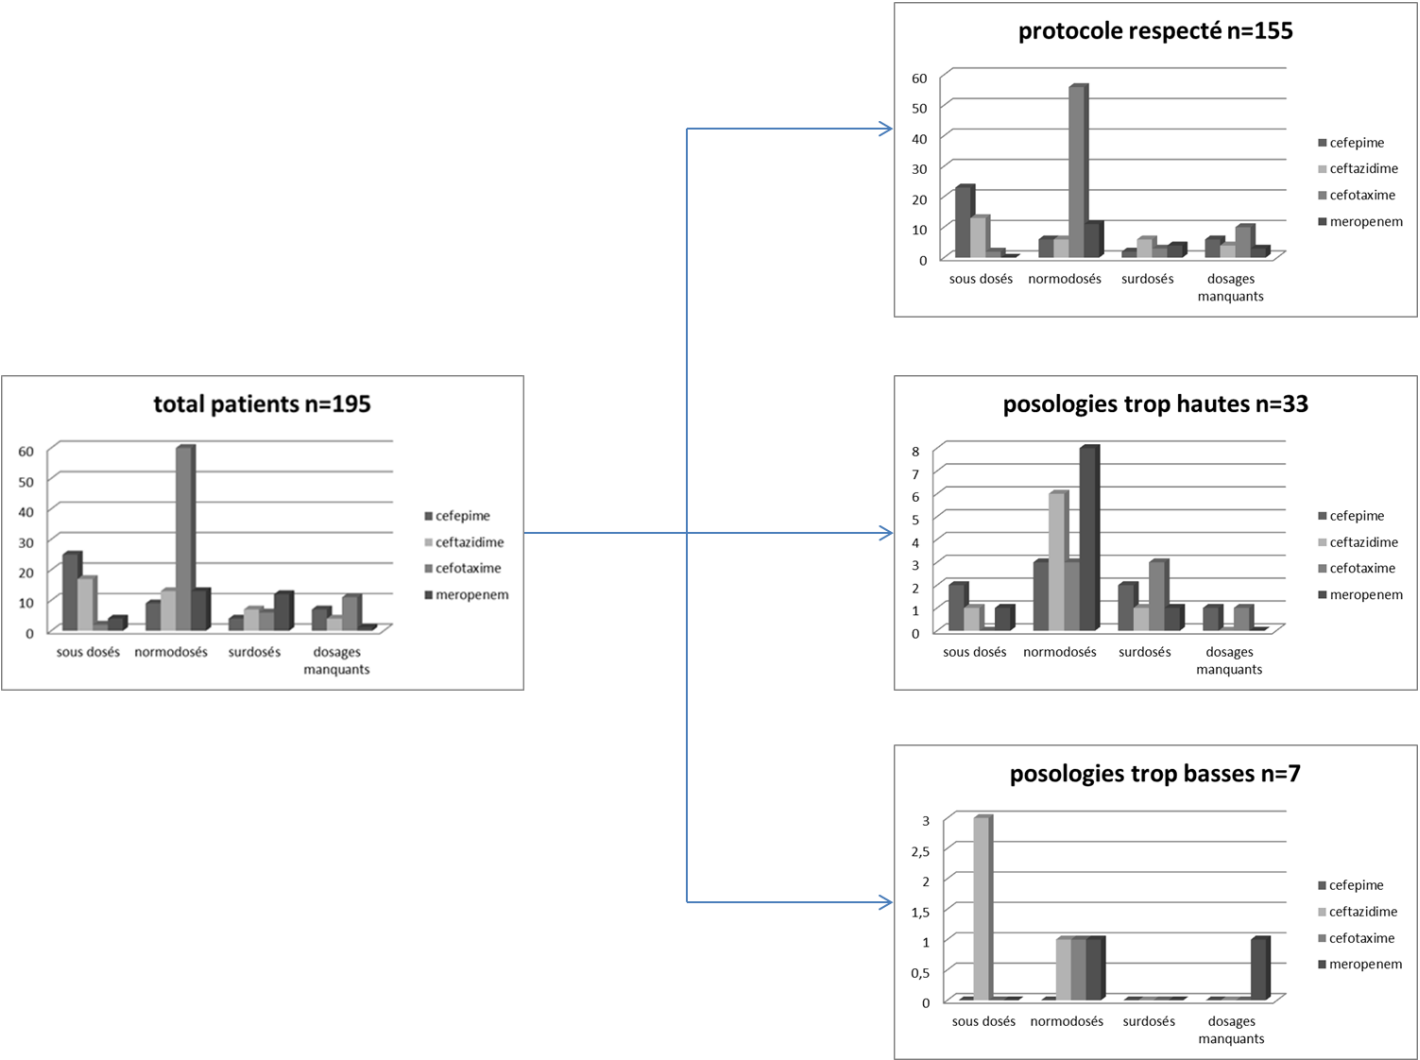 protocole respecté n=155
60
50
40
30
20
10
0
sous dosés normodosés surdosés dosages manquants
cefepime
ceftazidime
cefotaxime
meropenem
total patients n=195
60
50
40
30
20
10
0
sous dosés normodosés surdosés dosages manquants
cefepime
ceftazidime
cefotaxime
meropenem
posologies trop hautes n=33
8
7
6
5
4
3
2
1
0
sous dosés normodosés surdosés dosages manquants
cefepime
ceftazidime
cefotaxime
meropenem
posologies trop basses n=7
3
2,5
2
1,5
1
0,5
0
sous dosés normodosés surdosés dosages manquants
cefepime
ceftazidime
cefotaxime
meropenem